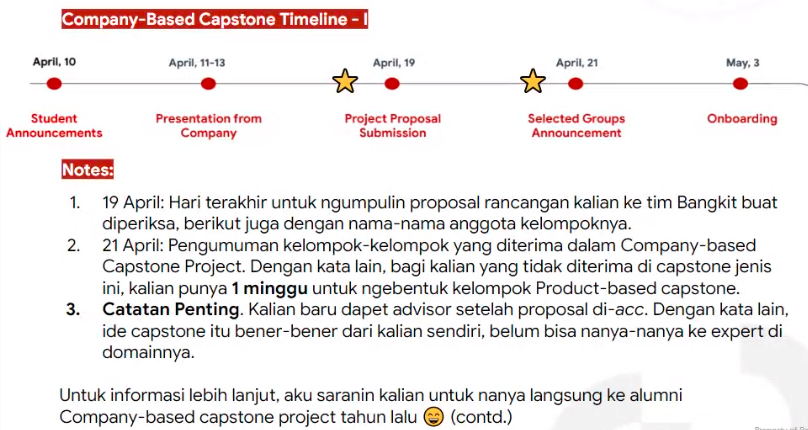 Company-Based Capstone Timeline - I
April, 10
April, 11-13
April, 19
April, 21
May, 3
Student
Announcements
Presentation from
Company
Project Proposal
Submission
Selected Groups
Announcement
Onboarding
Notes:
1. 19 April: Hari terakhir untuk ngumpulin proposal rancangan kalian ke tim Bangkit buat
diperiksa, berikut juga dengan nama-nama anggota kelompoknya.
2. 21 April: Pengumuman kelompok-kelompok yang diterima dalam Company-based
Capstone Project. Dengan kata lain, bagi kalian yang tidak diterima di capstone jenis
ini, kalian punya 1 minggu untuk ngebentuk kelompok Product-based capstone.
3. Catatan Penting. Kalian baru dapet advisor setelah proposal di-acc. Dengan kata lain,
ide capstone itu bener-bener dari kalian sendiri, belum bisa nanya-nanya ke expert di
domainnya.
Untuk informasi lebih lanjut, aku saranin kalian untuk nanya langsung ke alumni
Company-based capstone project tahun lalu 😄 (contd.)